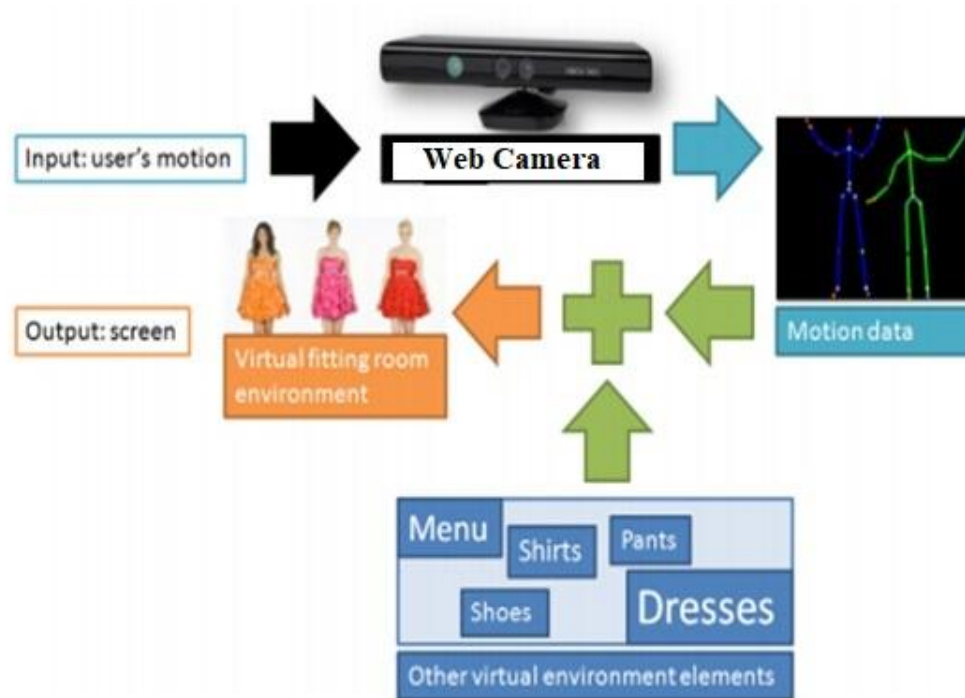 Input: user's motion
Web Camera
Output: screen
Virtual fitting room
environment
Motion data
Menu
Shirts
Pants
Shoes
Dresses
Other virtual environment elements